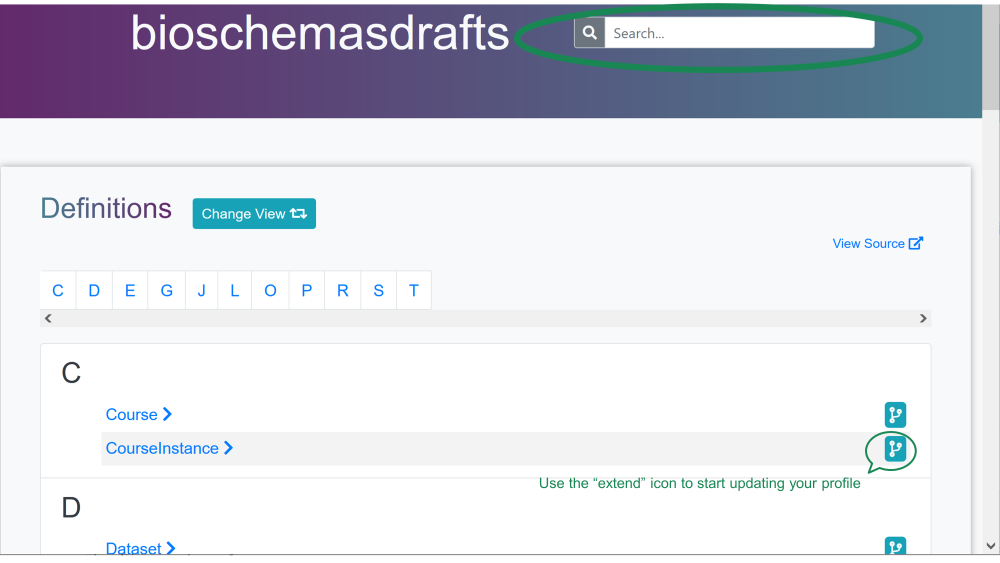 bioschemasdrafts
Search...
Definitions
Change View
View Source
C D E G J L O P R S T
C
Course
CourseInstance
Use the “extend” icon to start updating your profile
D
Dataset